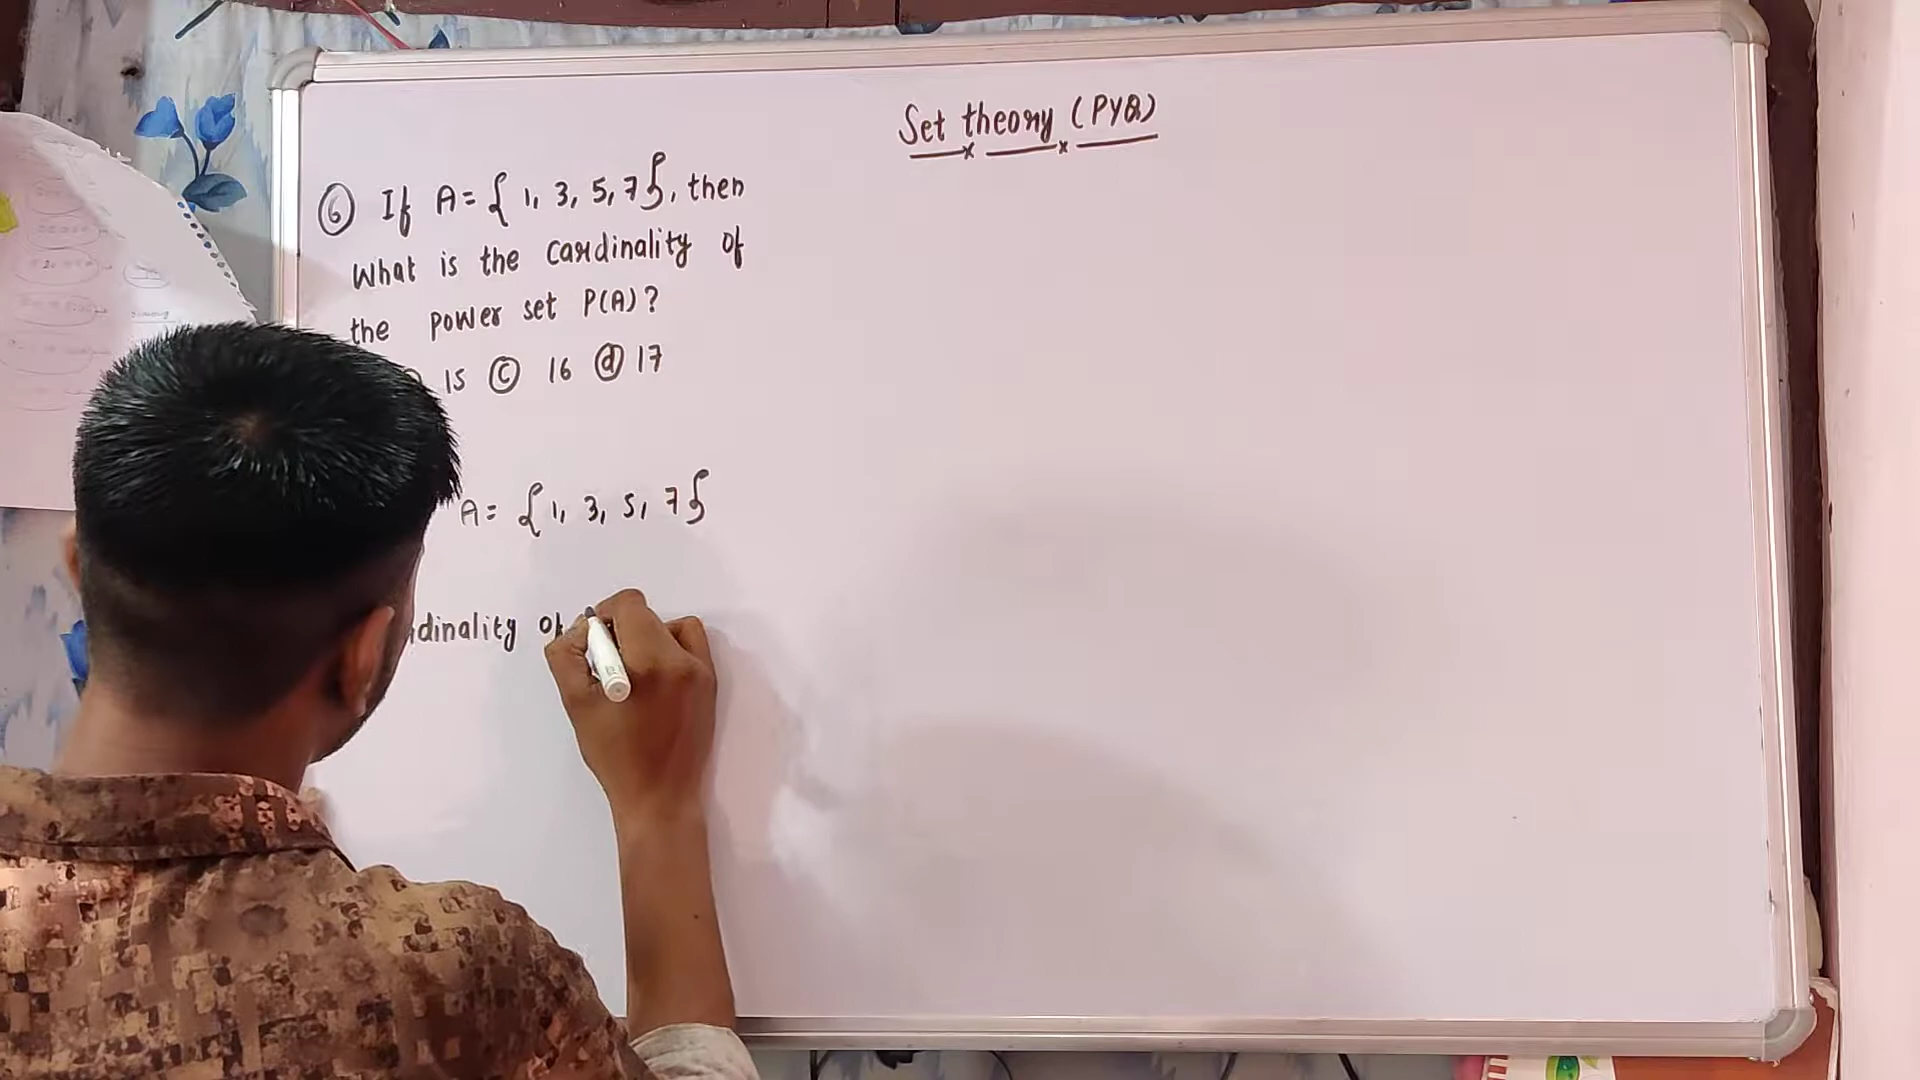 Set theory (PYQ)
⑥ If A = { 1, 3, 5, 7 }, then
What is the cardinality of
the power set P(A) ?
15 ⓒ 16 ⓓ 17
A = { 1, 3, 5, 7 }
dinality of